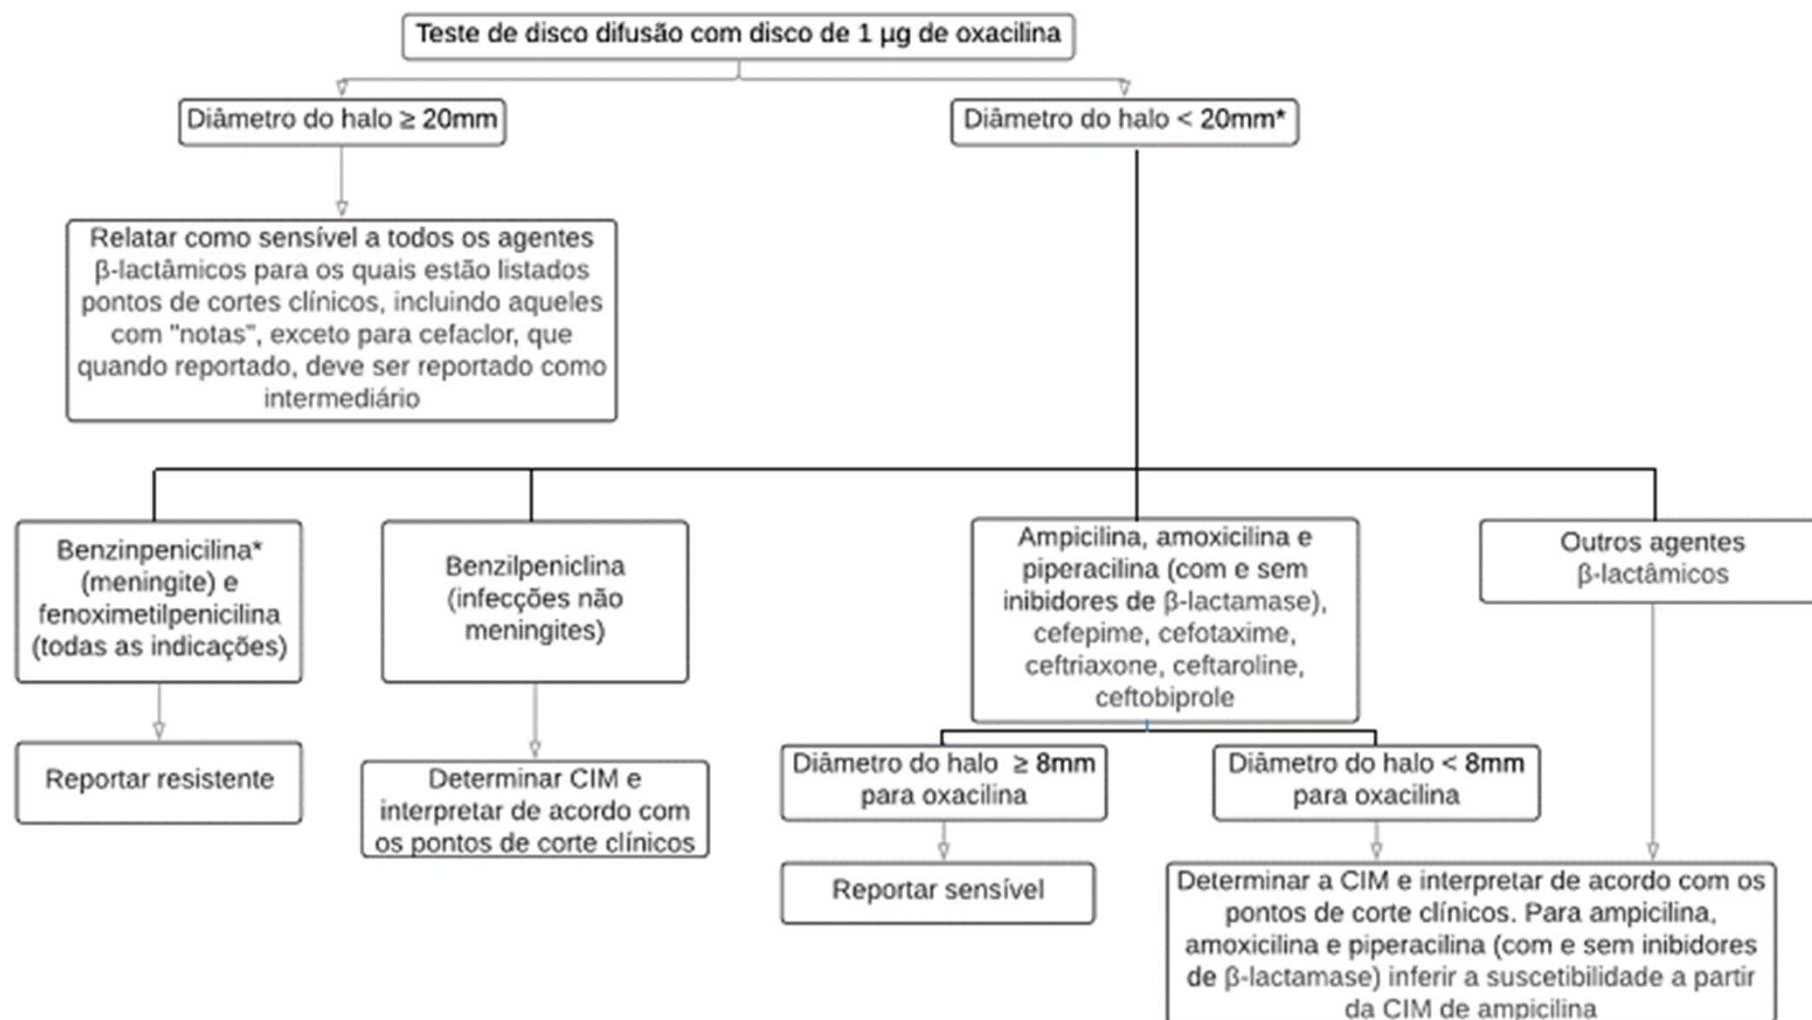 Teste de disco difusão com disco de 1 µg de oxacilina
Diâmetro do halo ≥ 20mm
Diâmetro do halo < 20mm*
Relatar como sensível a todos os agentes
β-lactâmicos para os quais estão listados
pontos de cortes clínicos, incluindo aqueles
com "notas", exceto para cefaclor, que
quando reportado, deve ser reportado como
intermediário
Benzinpenicilina*
(meningite) e
fenoximetilpenicilina
(todas as indicações)
Benzilpeniclina
(infecções não
meningites)
Ampicilina, amoxicilina e
piperacilina (com e sem
inibidores de β-lactamase),
cefepime, cefotaxime,
ceftriaxone, ceftaroline,
ceftobiprole
Outros agentes
β-lactâmicos
Reportar resistente
Determinar CIM e
interpretar de acordo com
os pontos de corte clínicos
Diâmetro do halo ≥ 8mm
para oxacilina
Diâmetro do halo < 8mm
para oxacilina
Reportar sensível
Determinar a CIM e interpretar de acordo com os
pontos de corte clínicos. Para ampicilina,
amoxicilina e piperacilina (com e sem inibidores
de β-lactamase) inferir a suscetibilidade a partir
da CIM de ampicilina